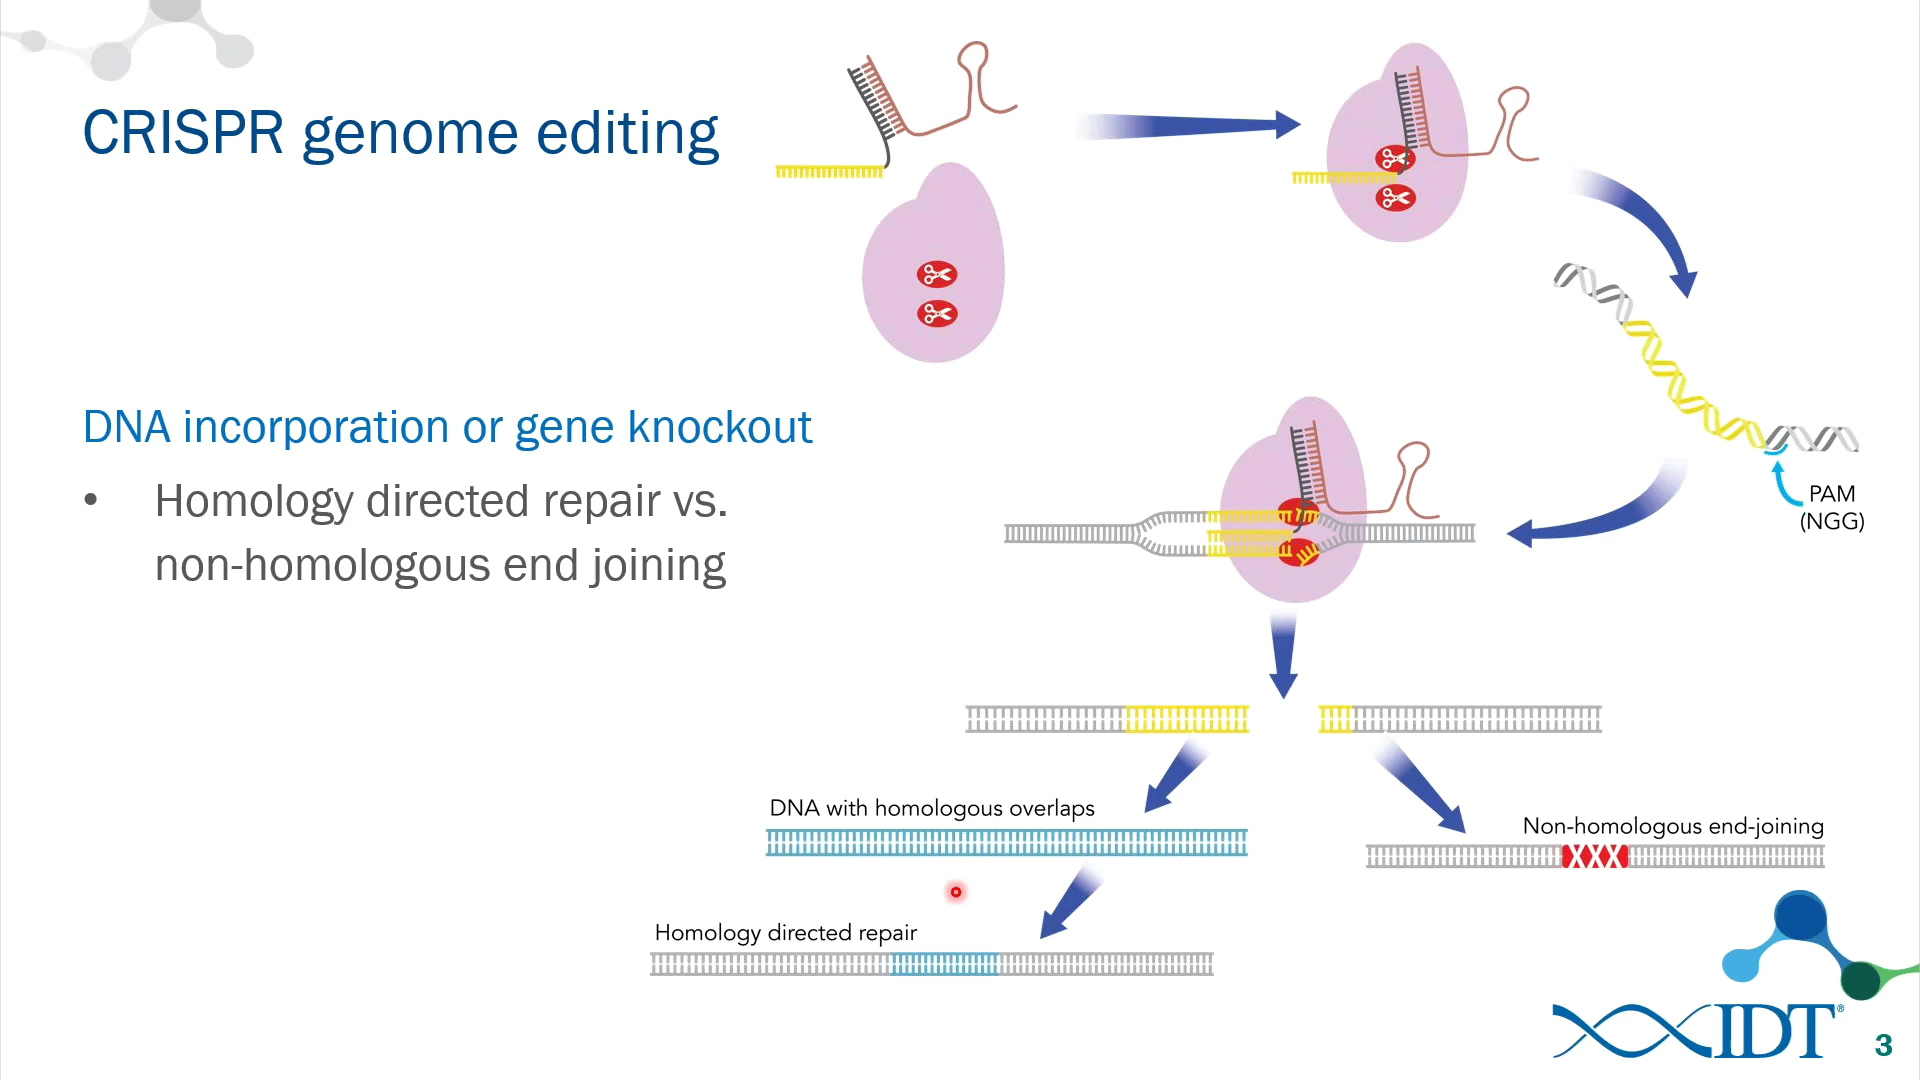 CRISPR genome editing
DNA incorporation or gene knockout
• Homology directed repair vs.
non-homologous end joining
PAM
(NGG)
DNA with homologous overlaps
Non-homologous end-joining
XXX
Homology directed repair
IDT®
3